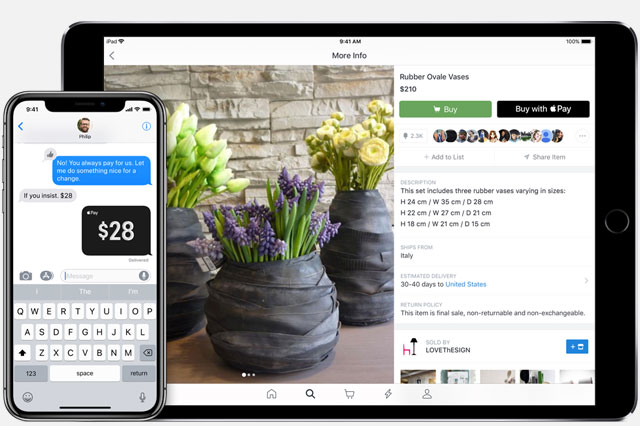 9:41
Philip
No! You always pay for us. Let
me do something nice for a
change.
If you insist. $28
Pay
$28
Delivered
iMessage
I
The
I'm
Q W E R T Y U I O P
A S D F G H J K L
Z X C V B N M
123
space
return
iPad
9:41 AM
100%
More Info
Rubber Ovale Vases
$210
Buy
Buy with Pay
2.3K
+ Add to List
Share Item
DESCRIPTION
This set includes three rubber vases varying in sizes:
H 24 cm / W 35 cm / D 28 cm
H 22 cm / W 27 cm / D 21 cm
H 18 cm / W 21 cm / D 15 cm
SHIPS FROM
Italy
ESTIMATED DELIVERY
30-40 days to United States
RETURN POLICY
This item is final sale, non-returnable and non-exchangeable.
SOLD BY
LOVEThESIGN